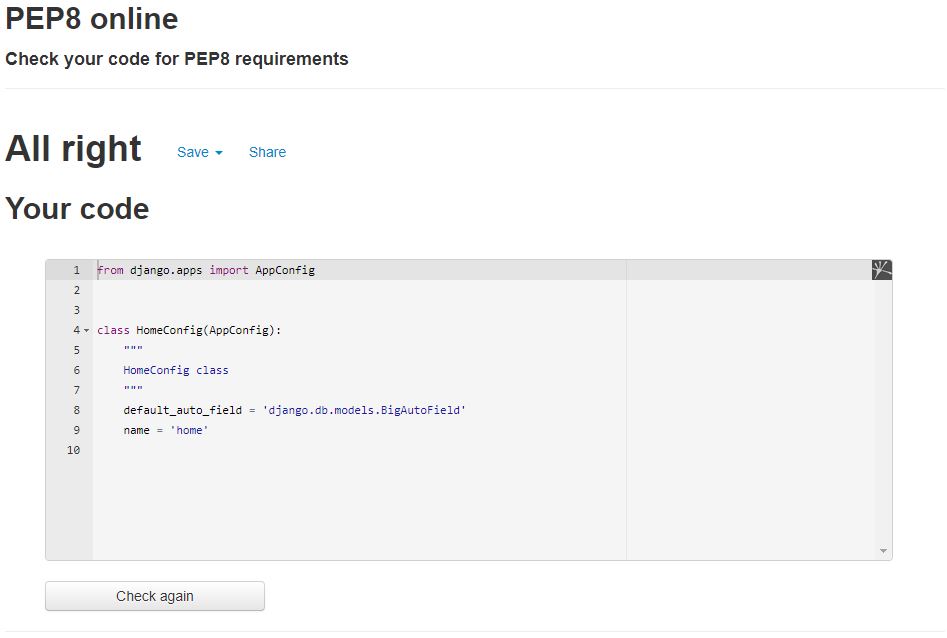 PEP8 online
Check your code for PEP8 requirements
All right Save Share
Your code
1 from django.apps import AppConfig
2
3
4 class HomeConfig(AppConfig):
5     """
6     HomeConfig class
7     """
8     default_auto_field = 'django.db.models.BigAutoField'
9     name = 'home'
10
Check again